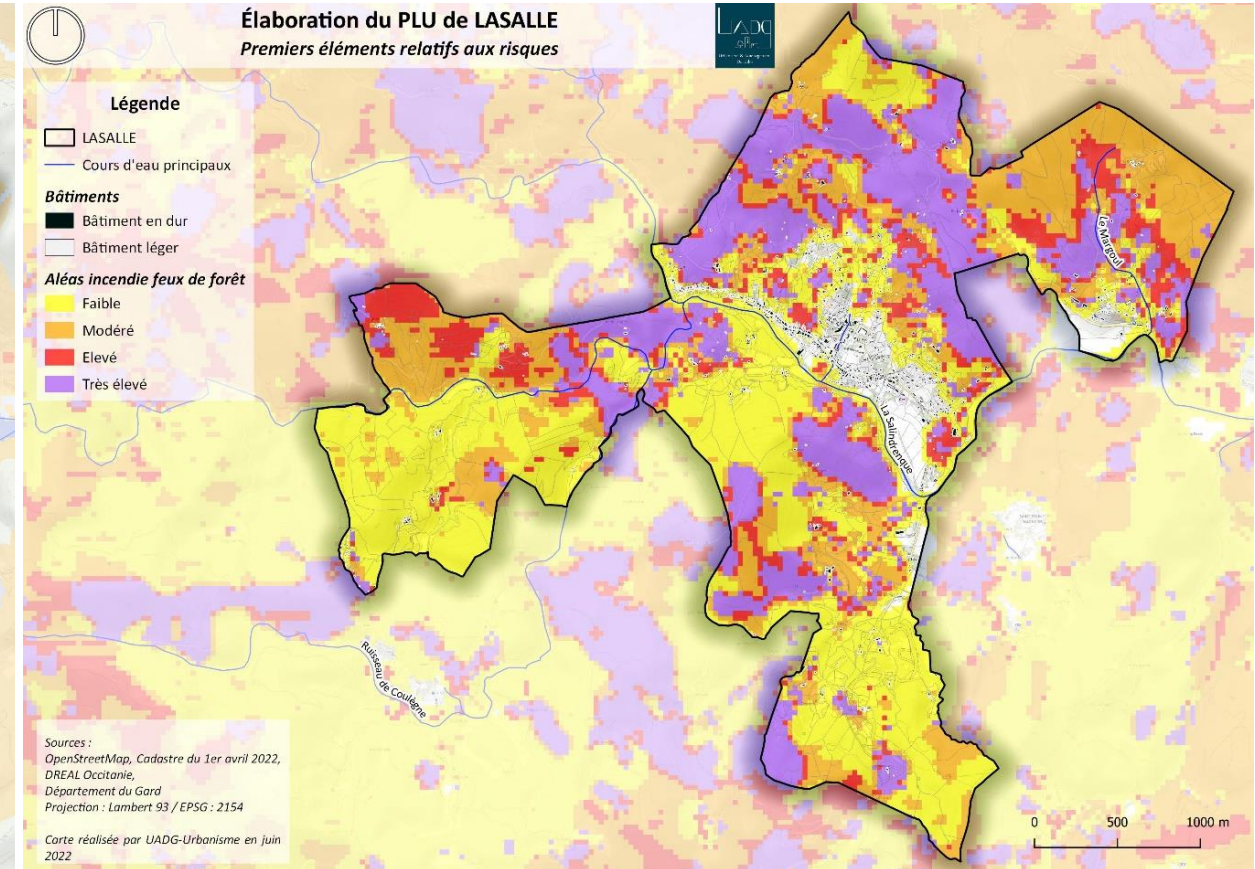 Élaboration du PLU de LASALLE
Premiers éléments relatifs aux risques
Légende
LASALLE
Cours d'eau principaux
Bâtiments
Bâtiment en dur
Bâtiment léger
Aléas incendie feux de forêt
Faible
Modéré
Elevé
Très élevé
Le Margoul
La Salindrenque
Ruisseau de Coulègne
Sources :
OpenStreetMap, Cadastre du 1er avril 2022,
DREAL Occitanie,
Département du Gard
Projection : Lambert 93 / EPSG : 2154
Carte réalisée par UADG-Urbanisme en juin
2022
0 500 1000 m